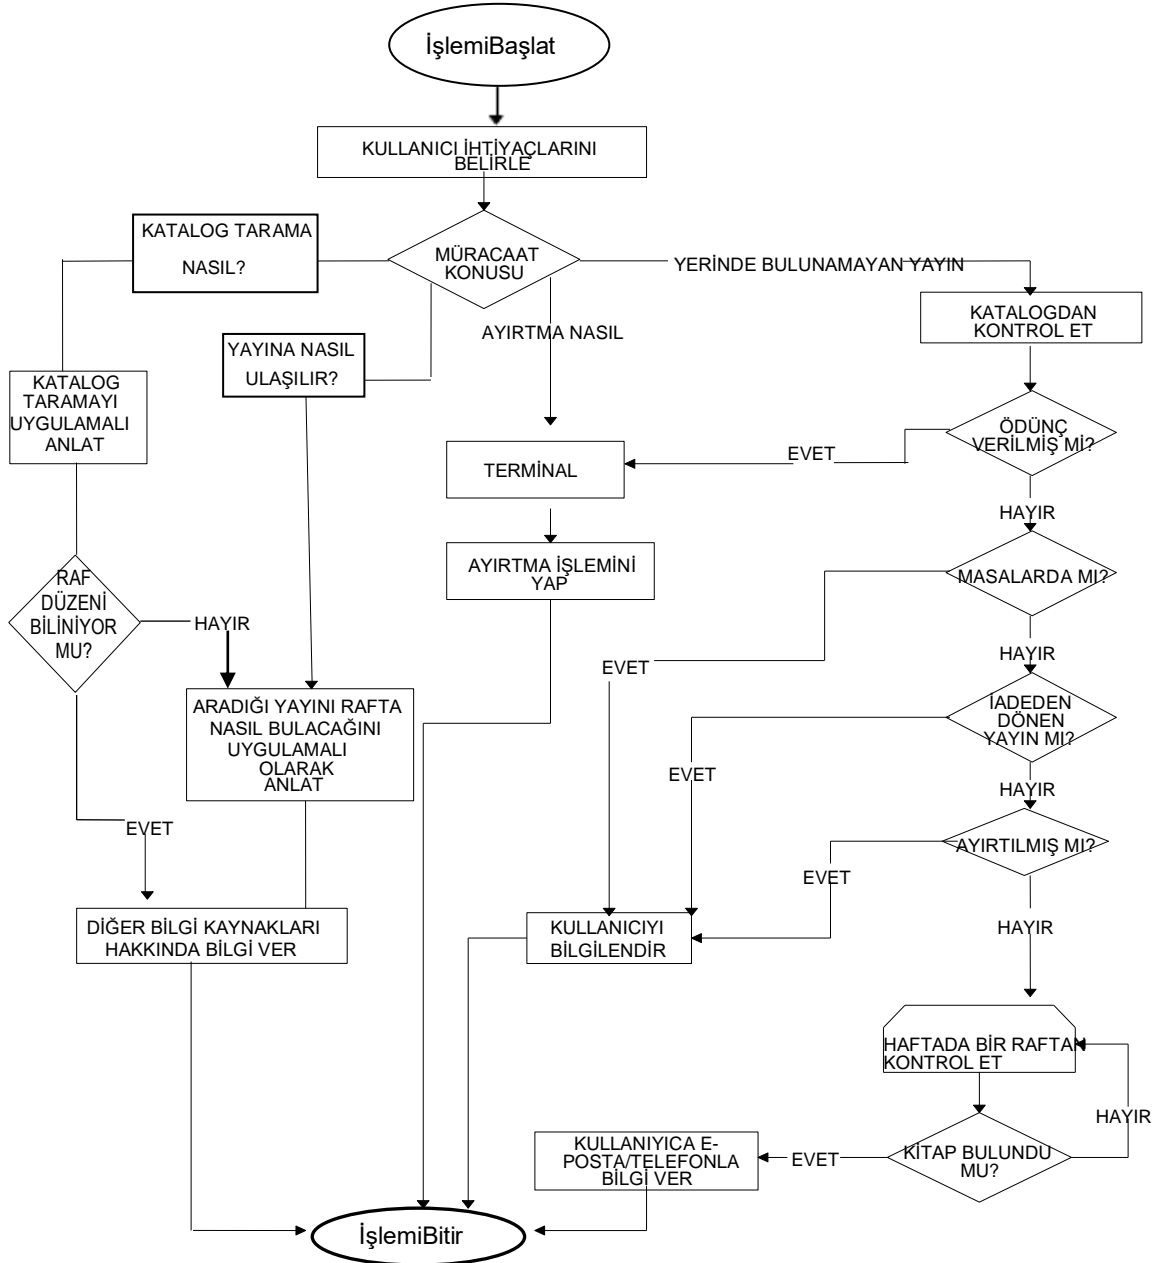 İşlemiBaşlat
KULLANICI İHTİYAÇLARINI
BELİRLE
KATALOG TARAMA
NASIL?
MÜRACAAT
KONUSU
YERİNDE BULUNAMAYAN YAYIN
KATALOGDAN
KONTROL ET
AYIRTMA NASIL
YAYINA NASIL
ULAŞILIR?
KATALOG
TARAMAYI
UYGULAMALI
ANLAT
ÖDÜNÇ
VERİLMİŞ Mİ?
EVET
TERMİNAL
HAYIR
AYIRTMA İŞLEMİNİ
YAP
MASALARDA MI?
RAF
DÜZENİ
BİLİNİYOR
MU?
HAYIR
HAYIR
EVET
ARADIĞI YAYINI RAFTA
NASIL BULACAĞINI
UYGULAMALI
OLARAK
ANLAT
İADEDEN
DÖNEN
YAYIN MI?
EVET
HAYIR
EVET
AYIRTILMIŞ MI?
EVET
DİĞER BİLGİ KAYNAKLARI
HAKKINDA BİLGİ VER
KULLANICIYI
BİLGİLENDİR
HAYIR
HAFTADA BİR RAFTAN
KONTROL ET
HAYIR
KULLANIYICA E-
POSTA/TELEFONLA
BİLGİ VER
EVET
KİTAP BULUNDU
MU?
İşlemiBitir